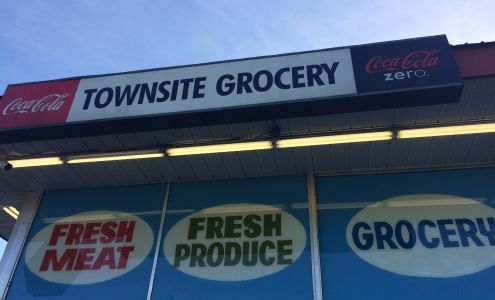 Coca-Cola TOWNSITE GROCERY Coca-Cola
zero
FRESH
MEAT
FRESH
PRODUCE
GROCERY